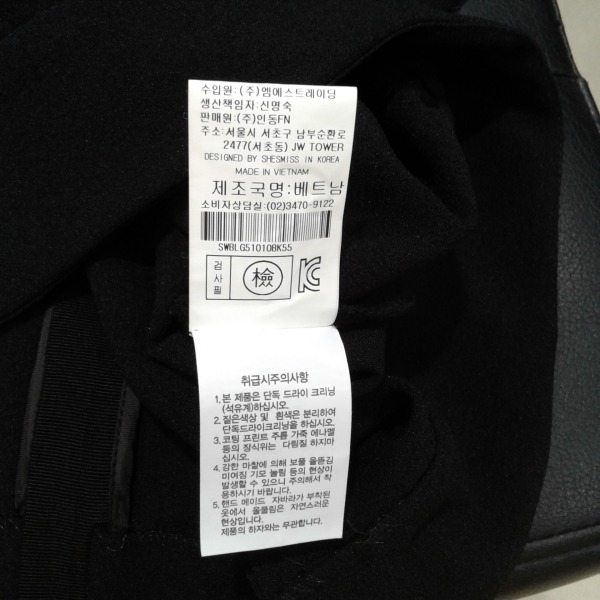 수입원: (주)엠에스트레이딩
생산책임자:신명숙
판매원: (주)인동FN
주소:서울시 서초구 남부순환로
2477(서초동) JW TOWER
DESIGNED BY SHESMISS IN KOREA
MADE IN VIETNAM
제조국명:베트남
소비자상담실:(02)3470-9122
SWBLG51010BK55
검사필 檢 KC
취급시주의사항
1.본 제품은 단독 드라이 크리닝
(석유계)하십시오.
2. 짙은색상 및 흰색은 분리하여
단독드라이크리닝을 하십시오.
3.코팅 프린트 주름 가죽 에나멜
등의 장식위는 다림질 하지마
십시오.
4. 강한 마찰에 의해 보풀 올뜯김
미여짐 기모 눌림 등의 현상이
발생할 수 있으니 주의해서 착
용하시기 바랍니다.
5.핸드 메이드 자바라가 부착된
옷에서 올풀림은 자연스러운
현상입니다.
제품의 하자와는 무관합니다.